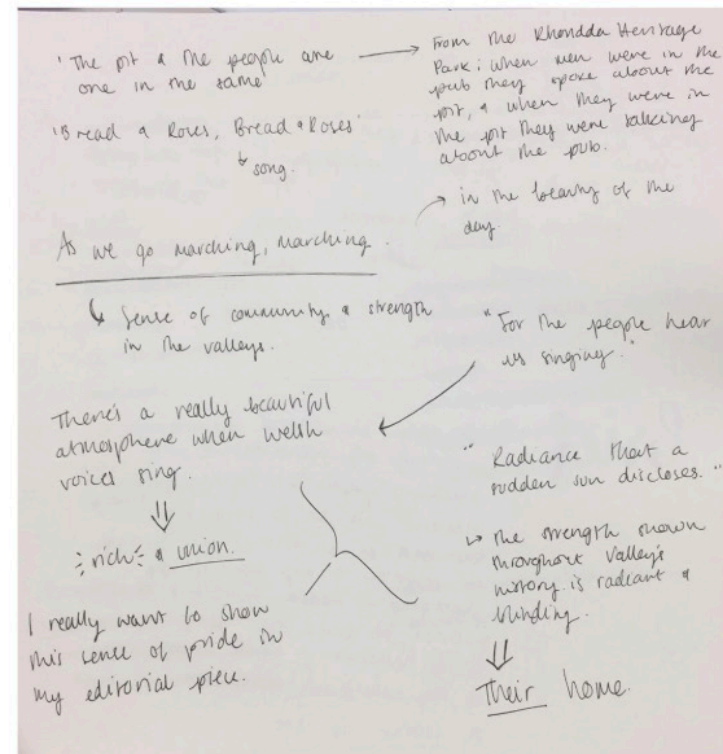 'The pit & the people are
one in the same'
From the Rhondda Heritage
Park; when men were in the
pub they spoke about the
pit, & when they were in
the pit they were talking
about the pub.
'Bread & Roses, Bread & Roses'
song.
As we go marching, marching.
in the beauty of the
day.
Sense of community & strength
in the valleys.
"For the people hear
us singing."
There's a really beautiful
atmosphere when welsh
voices sing.
rich & union.
I really want to show
this sense of pride in
my editorial piece.
"Radiance that a
sudden sun discloses."
the strength shown
throughout Valley's
history is radiant &
blinding.
Their home.